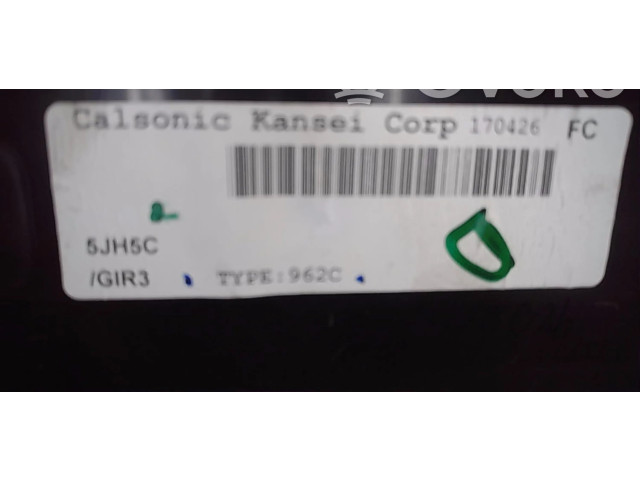 Calsonic Kansei Corp 170426 FC
5JH5C
/GIR3 TYPE:962C